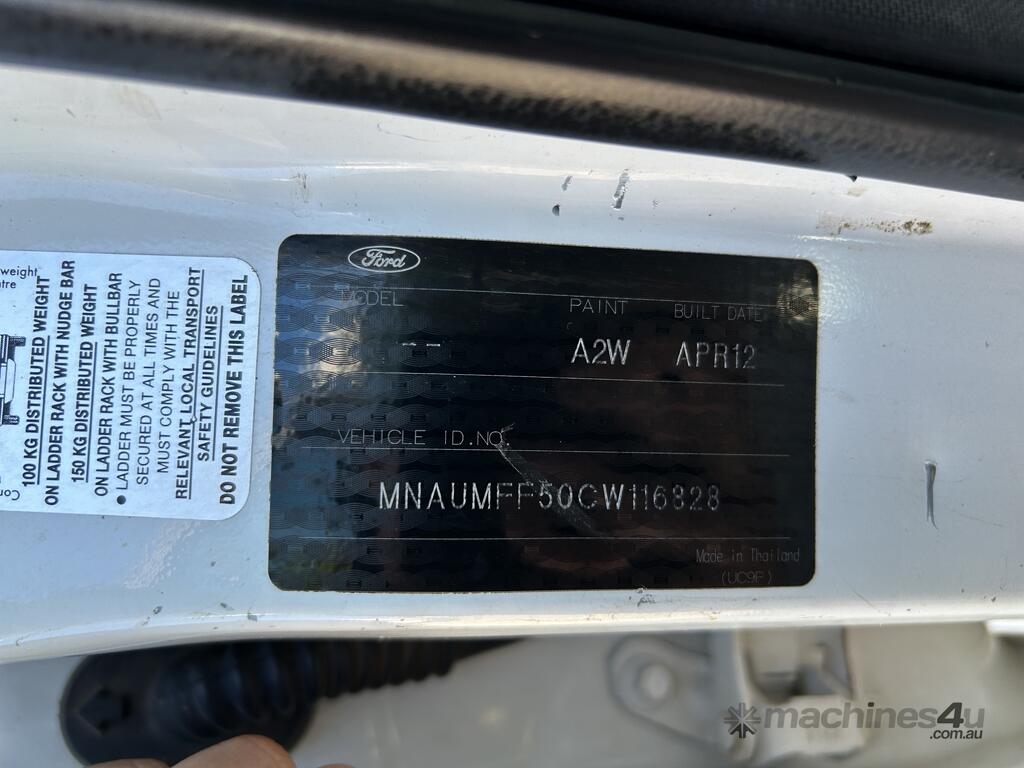 weight
tre
100 KG DISTRIBUTED WEIGHT
ON LADDER RACK WITH NUDGE BAR
150 KG DISTRIBUTED WEIGHT
ON LADDER RACK WITH BULLBAR
• LADDER MUST BE PROPERLY
SECURED AT ALL TIMES AND
MUST COMPLY WITH THE
RELEVANT LOCAL TRANSPORT
SAFETY GUIDELINES
DO NOT REMOVE THIS LABEL
Ford
MODEL PAINT BUILT DATE
-- A2W APR12
VEHICLE ID.NO.
MNAUMFF50CW116828
Made in Thailand
(UC9P)
machines4u
.com.au